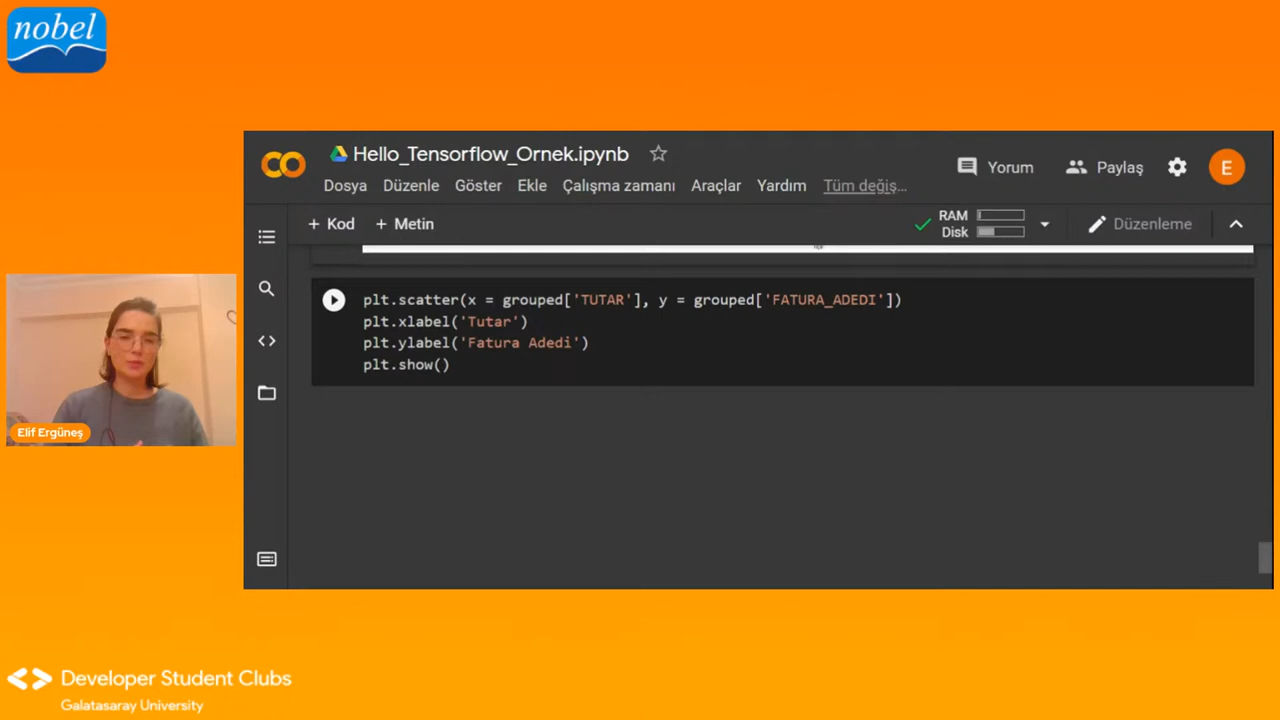 nobel
Hello_Tensorflow_Ornek.ipynb
Yorum
Paylaş
E
Dosya Düzenle Göster Ekle Çalışma zamanı Araçlar Yardım Tüm değiş...
+ Kod + Metin
RAM
Disk
Düzenleme
plt.scatter(x = grouped['TUTAR'], y = grouped['FATURA_ADEDI'])
plt.xlabel('Tutar')
plt.ylabel('Fatura Adedi')
plt.show()
Elif Ergüneş
Developer Student Clubs
Galatasaray University